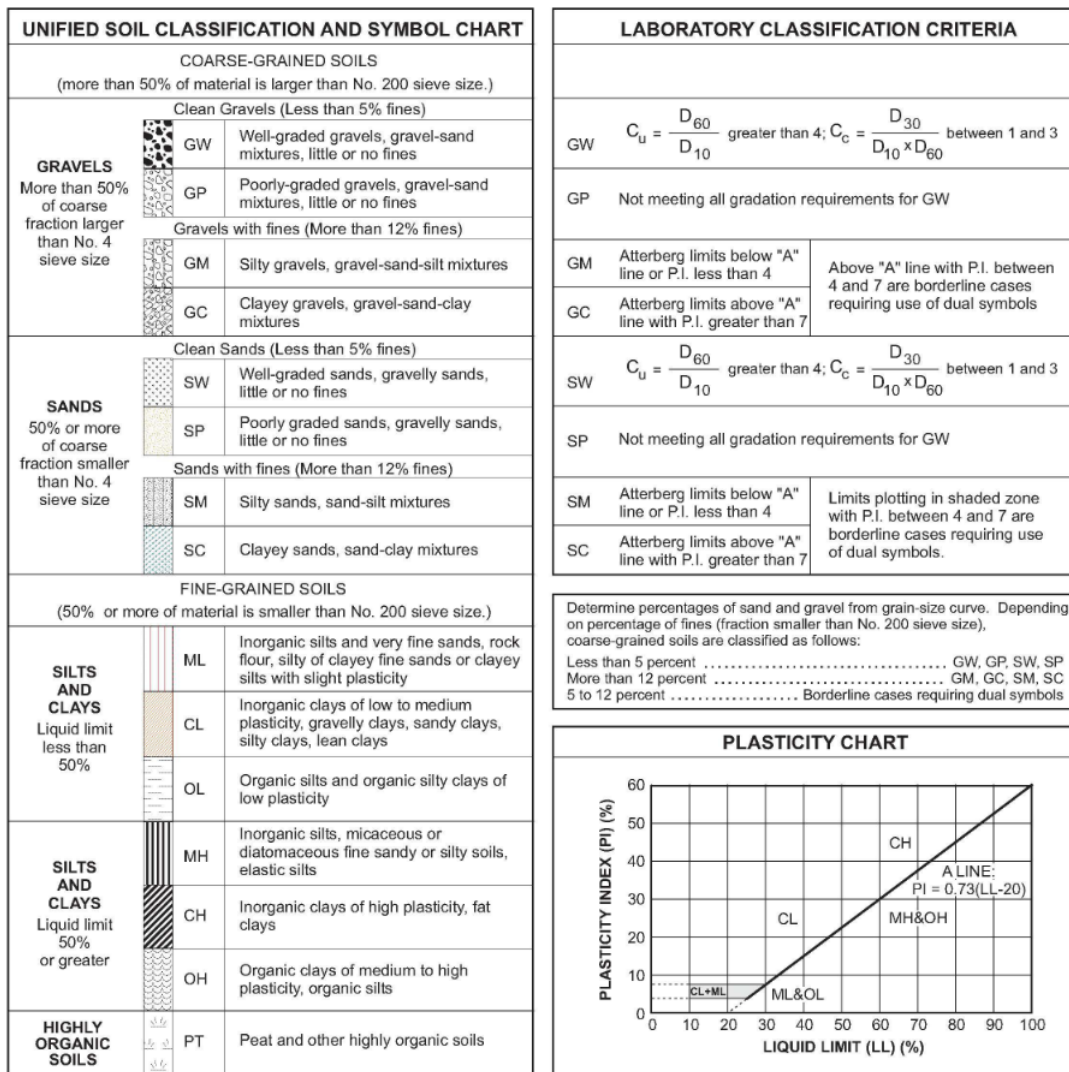 UNIFIED SOIL CLASSIFICATION AND SYMBOL CHART
COARSE-GRAINED SOILS
(more than 50% of material is larger than No. 200 sieve size.)
GRAVELS
More than 50%
of coarse
fraction larger
than No. 4
sieve size
Clean Gravels (Less than 5% fines)
GW
Well-graded gravels, gravel-sand
mixtures, little or no fines
GP
Poorly-graded gravels, gravel-sand
mixtures, little or no fines
Gravels with fines (More than 12% fines)
GM
Silty gravels, gravel-sand-silt mixtures
GC
Clayey gravels, gravel-sand-clay
mixtures
SANDS
50% or more
of coarse
fraction smaller
than No. 4
sieve size
Clean Sands (Less than 5% fines)
SW
Well-graded sands, gravelly sands,
little or no fines
SP
Poorly graded sands, gravelly sands,
little or no fines
Sands with fines (More than 12% fines)
SM
Silty sands, sand-silt mixtures
SC
Clayey sands, sand-clay mixtures
FINE-GRAINED SOILS
(50% or more of material is smaller than No. 200 sieve size.)
SILTS
AND
CLAYS
Liquid limit
less than
50%
ML
Inorganic silts and very fine sands, rock
flour, silty of clayey fine sands or clayey
silts with slight plasticity
CL
Inorganic clays of low to medium
plasticity, gravelly clays, sandy clays,
silty clays, lean clays
OL
Organic silts and organic silty clays of
low plasticity
SILTS
AND
CLAYS
Liquid limit
50%
or greater
MH
Inorganic silts, micaceous or
diatomaceous fine sandy or silty soils,
elastic silts
CH
Inorganic clays of high plasticity, fat
clays
OH
Organic clays of medium to high
plasticity, organic silts
HIGHLY
ORGANIC
SOILS
PT
Peat and other highly organic soils
LABORATORY CLASSIFICATION CRITERIA
GW
Cu = D60 / D10 greater than 4; Cc = D30 / D10 x D60 between 1 and 3
GP
Not meeting all gradation requirements for GW
GM
Atterberg limits below "A"
line or P.I. less than 4
GC
Atterberg limits above "A"
line with P.I. greater than 7
Above "A" line with P.I. between
4 and 7 are borderline cases
requiring use of dual symbols
SW
Cu = D60 / D10 greater than 4; Cc = D30 / D10 x D60 between 1 and 3
SP
Not meeting all gradation requirements for GW
SM
Atterberg limits below "A"
line or P.I. less than 4
SC
Atterberg limits above "A"
line with P.I. greater than 7
Limits plotting in shaded zone
with P.I. between 4 and 7 are
borderline cases requiring use
of dual symbols.
Determine percentages of sand and gravel from grain-size curve. Depending
on percentage of fines (fraction smaller than No. 200 sieve size),
coarse-grained soils are classified as follows:
Less than 5 percent .................................. GW, GP, SW, SP
More than 12 percent .................................. GM, GC, SM, SC
5 to 12 percent .................. Borderline cases requiring dual symbols
PLASTICITY CHART
PLASTICITY INDEX (PI) (%)
60
50
40
30
20
10
0
CH
A LINE:
PI = 0.73(LL-20)
CL
MH&OH
CL+ML
ML&OL
0 10 20 30 40 50 60 70 80 90 100
LIQUID LIMIT (LL) (%)